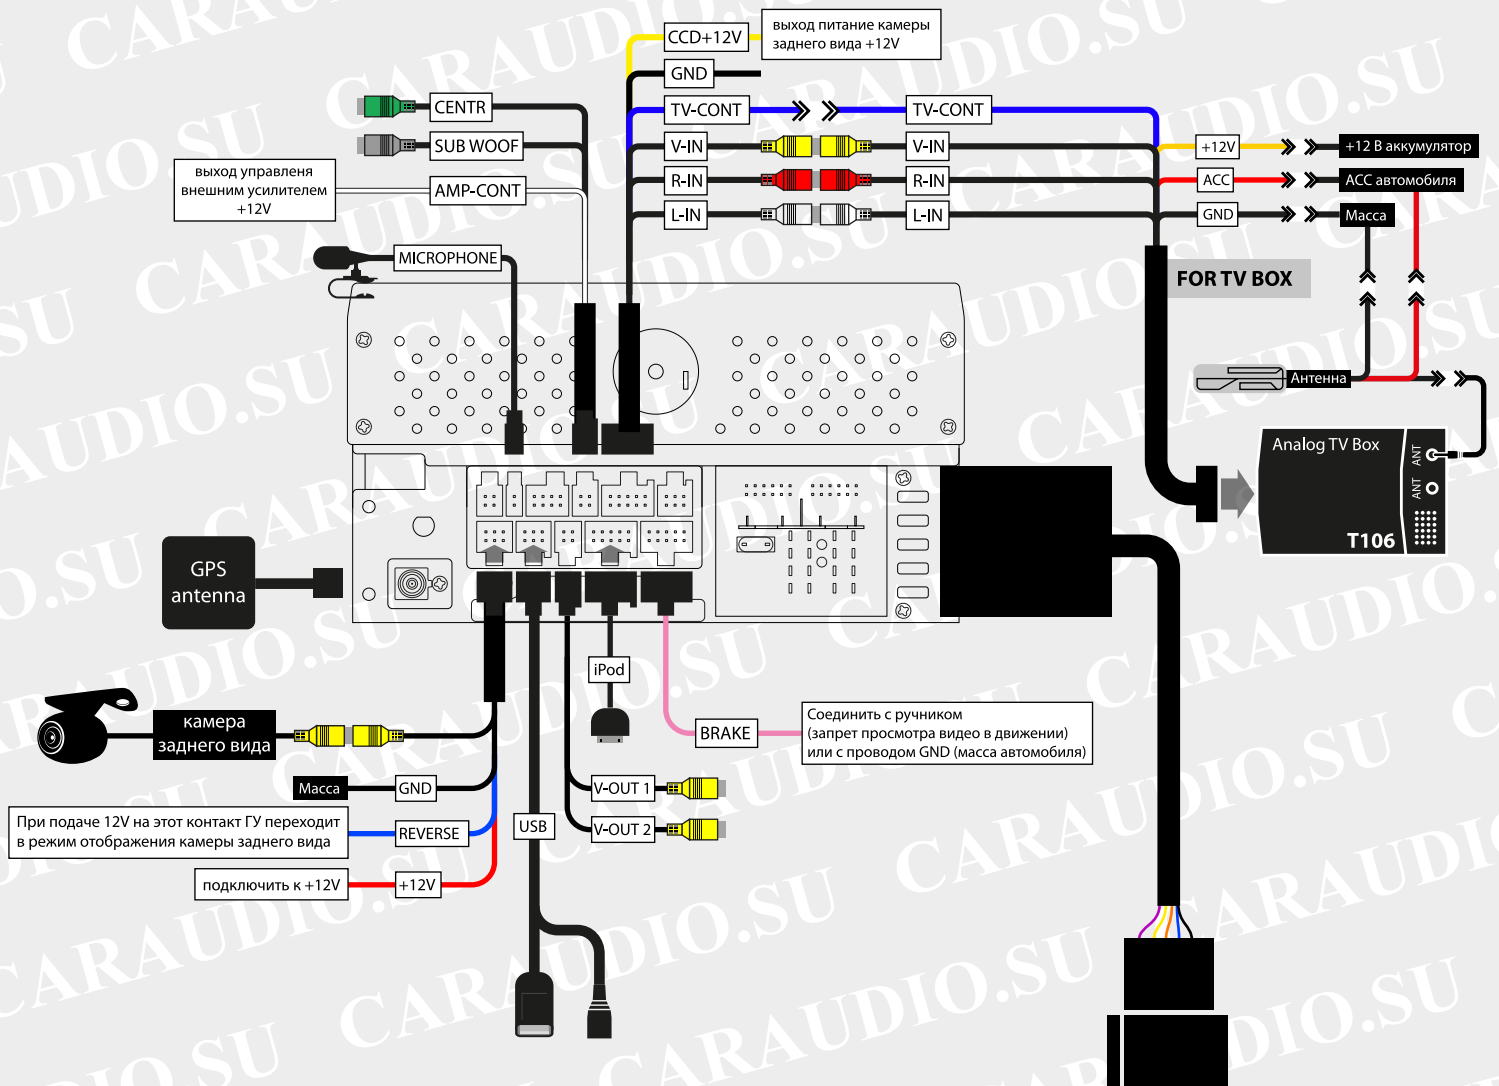 CCD+12V
выход питание камеры
заднего вида +12V
GND
CENTR
TV-CONT
TV-CONT
SUB WOOF
V-IN
V-IN
+12V
+12 В аккумулятор
выход управленя
внешним усилителем
+12V
AMP-CONT
R-IN
R-IN
ACC
ACC автомобиля
L-IN
L-IN
GND
Масса
MICROPHONE
FOR TV BOX
Антенна
Analog TV Box
ANT
ANT
T106
GPS
antenna
iPod
камера
заднего вида
BRAKE
Соединить с ручником
(запрет просмотра видео в движении)
или с проводом GND (масса автомобиля)
Масса
GND
V-OUT 1
При подаче 12V на этот контакт ГУ переходит
в режим отображения камеры заднего вида
REVERSE
USB
V-OUT 2
подключить к +12V
+12V
CARAUDIO.SU